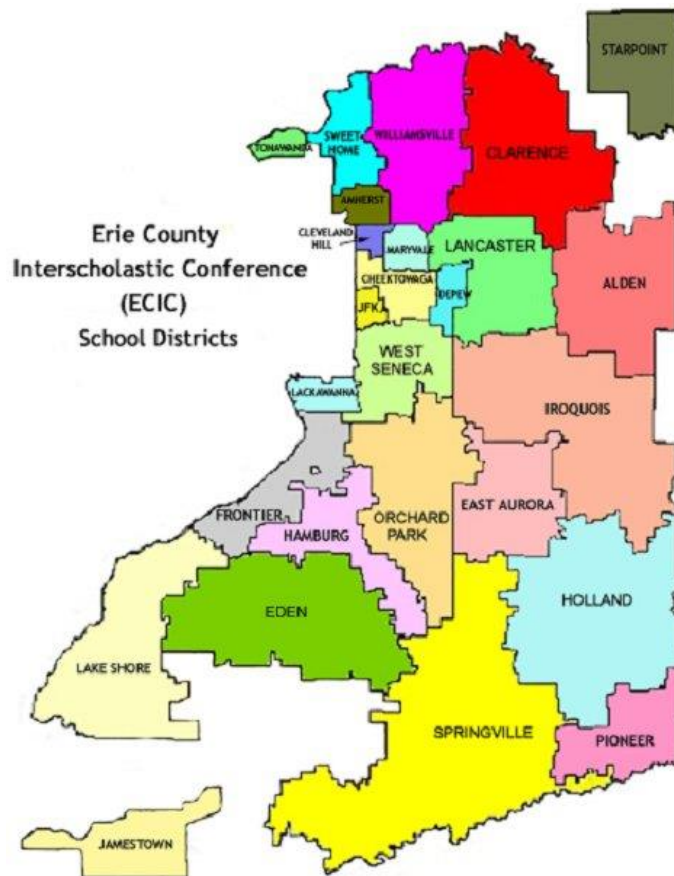 STARPOINT
SWEET
HOME
WILLIAMSVILLE
TONAWANDA
CLARENCE
AMHERST
Erie County
Interscholastic Conference
(ECIC)
School Districts
CLEVELAND
HILL
MARYVALE
LANCASTER
CHEEKTOWAGA
DEPEW
ALDEN
JFK
WEST
SENECA
LACKAWANNA
IROQUOIS
FRONTIER
HAMBURG
ORCHARD
PARK
EAST AURORA
EDEN
HOLLAND
LAKE SHORE
SPRINGVILLE
PIONEER
JAMESTOWN